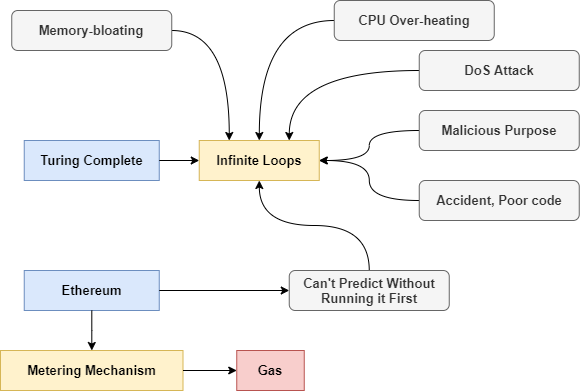 CPU Over-heating
Memory-bloating
DoS Attack
Malicious Purpose
Turing Complete
Infinite Loops
Accident, Poor code
Ethereum
Can't Predict Without
Running it First
Metering Mechanism
Gas